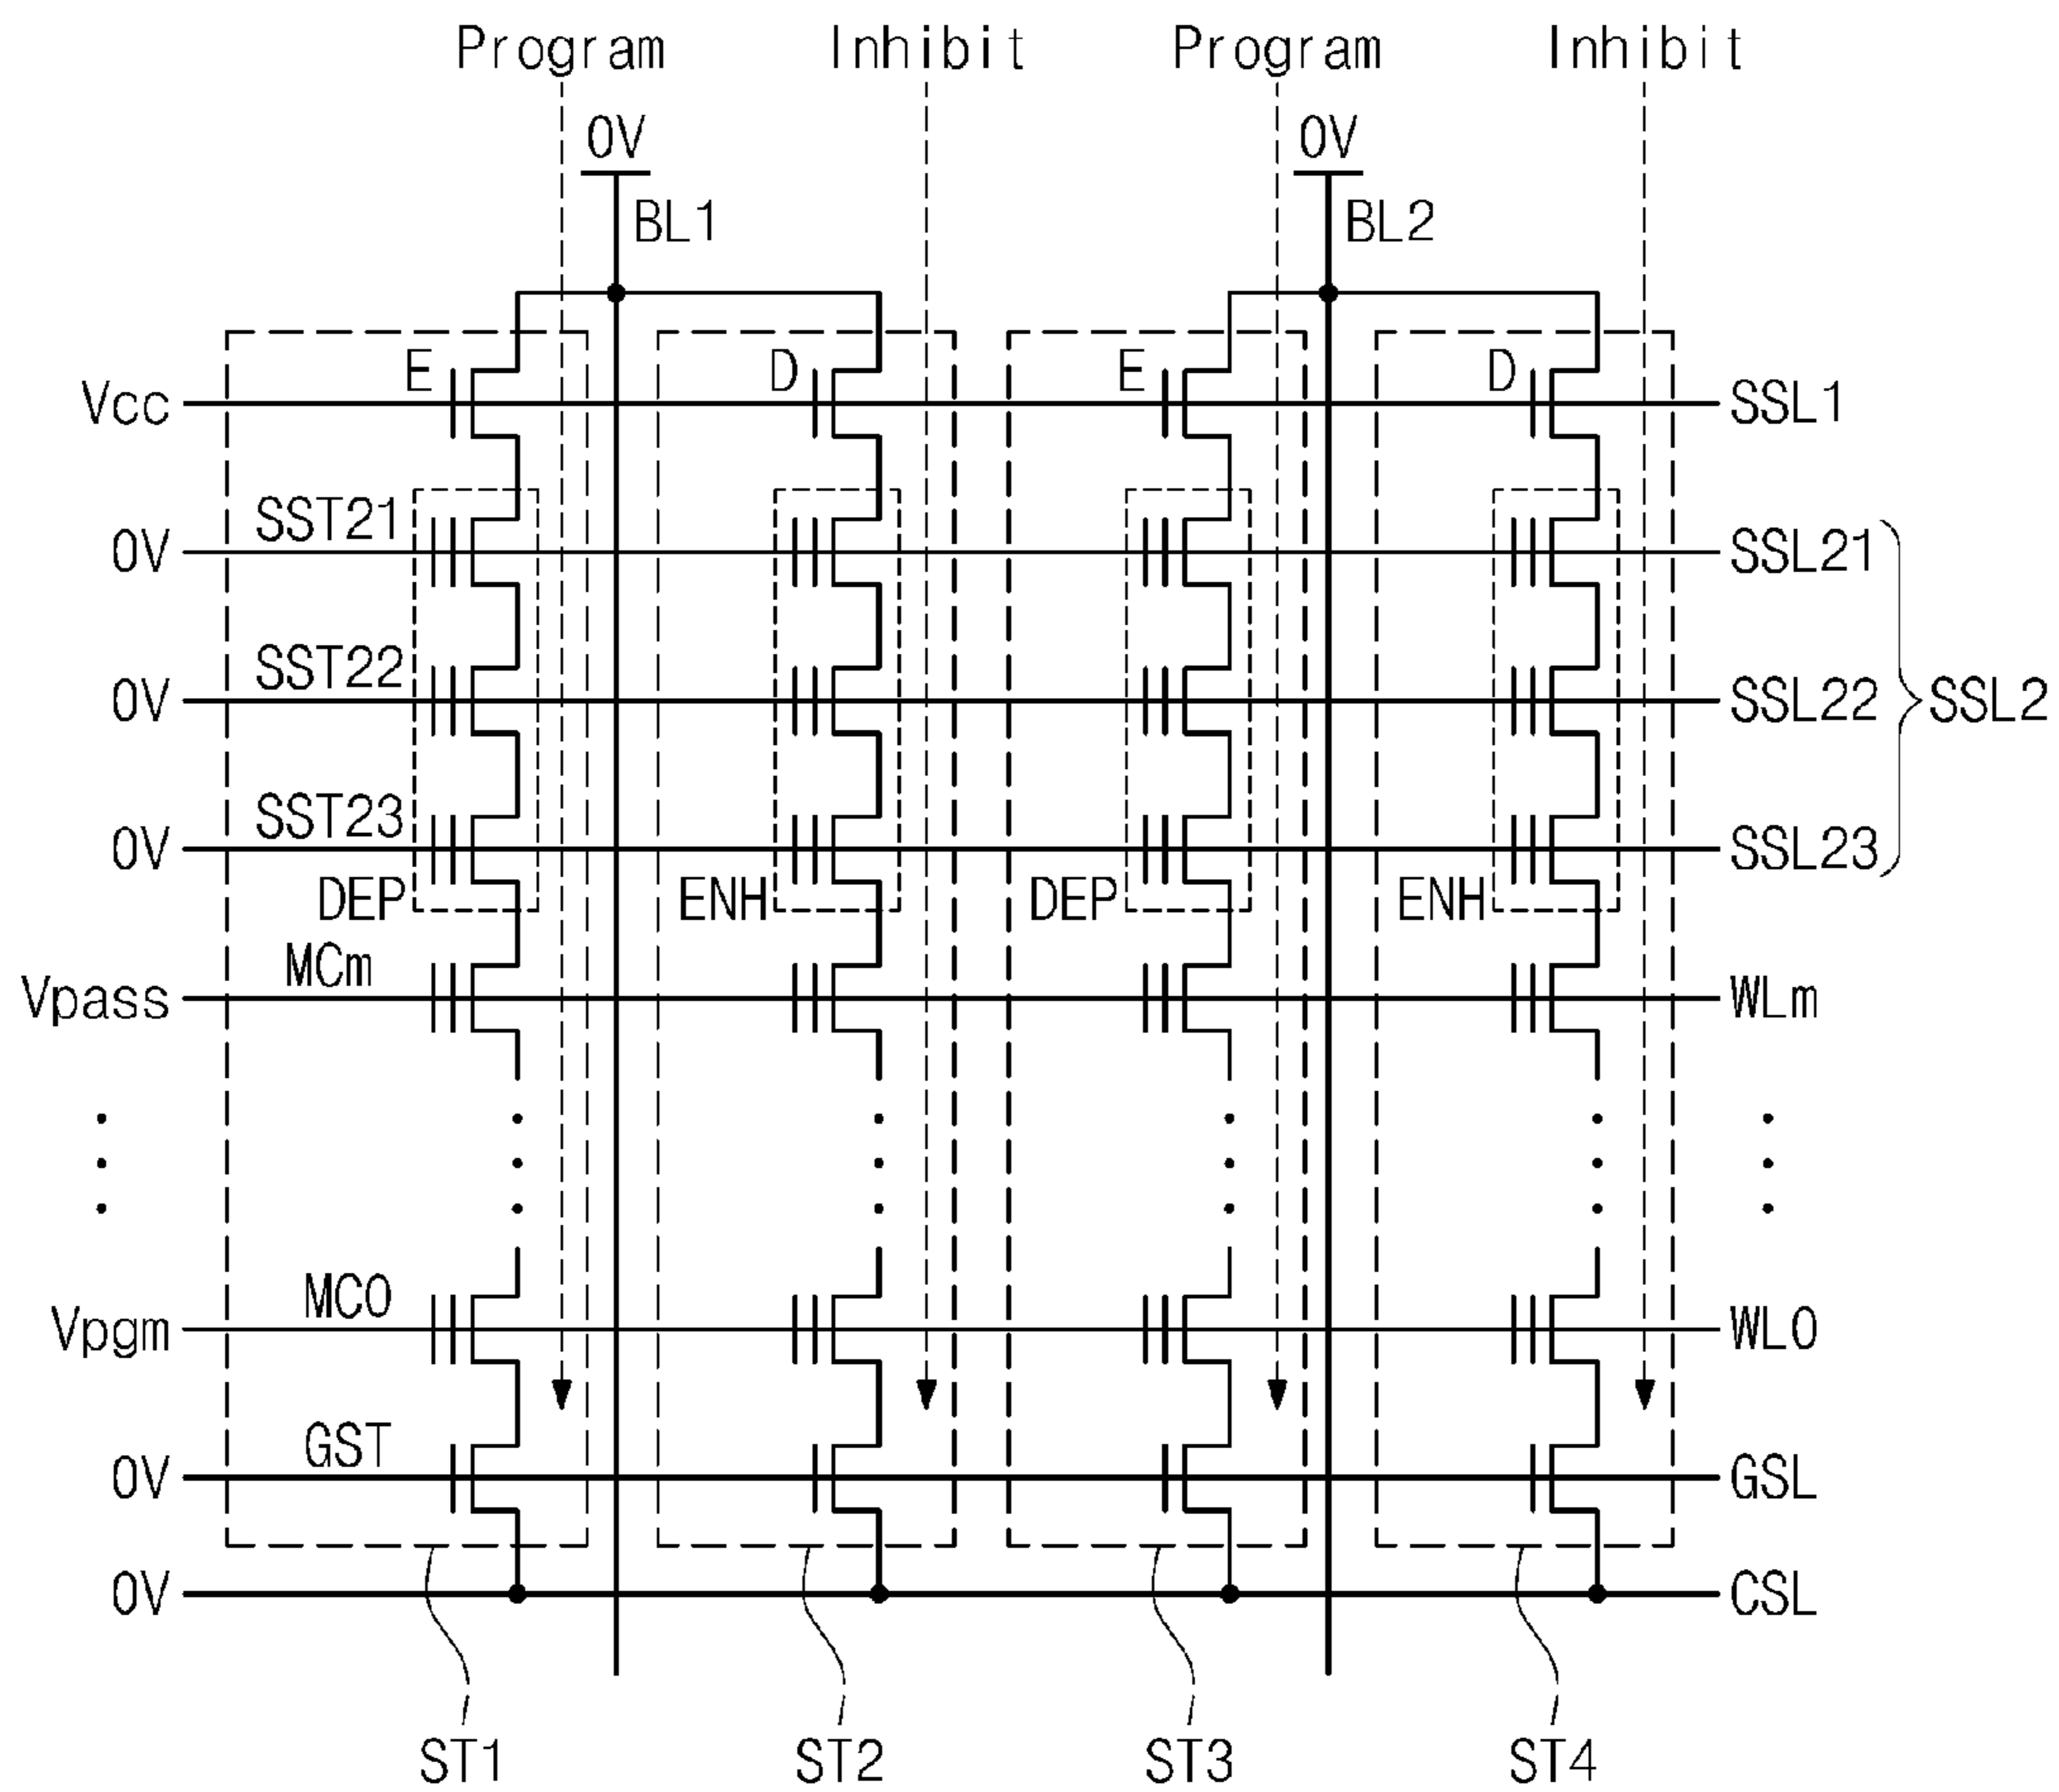 Program Inhibit Program Inhibit
0V 0V
BL1 BL2
E D E D
Vcc SSL1
SST21
0V SSL21
SST22
0V SSL22 SSL2
SST23
0V SSL23
DEP ENH DEP ENH
MCm
Vpass WLm
MC0
Vpgm WL0
GST
0V GSL
0V CSL
ST1 ST2 ST3 ST4